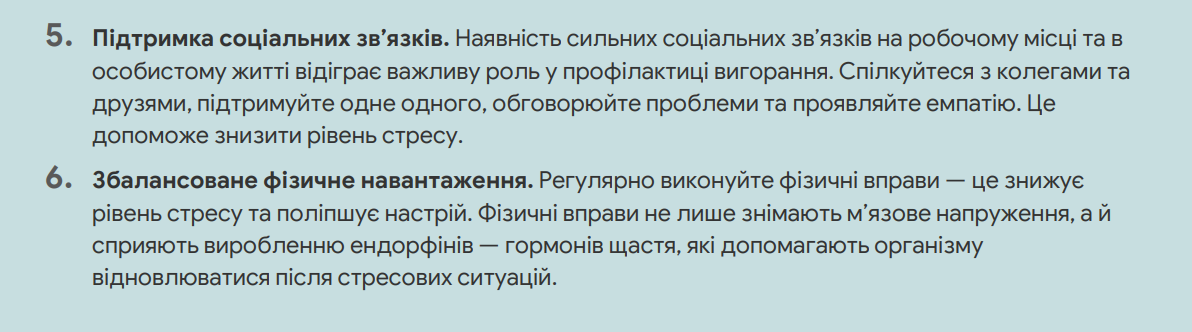 5. Підтримка соціальних зв’язків. Наявність сильних соціальних зв’язків на робочому місці та в
особистому житті відіграє важливу роль у профілактиці вигорання. Спілкуйтеся з колегами та
друзями, підтримуйте одне одного, обговорюйте проблеми та проявляйте емпатію. Це
допоможе знизити рівень стресу.
6. Збалансоване фізичне навантаження. Регулярно виконуйте фізичні вправи — це знижує
рівень стресу та поліпшує настрій. Фізичні вправи не лише знімають м’язове напруження, а й
сприяють виробленню ендорфінів — гормонів щастя, які допомагають організму
відновлюватися після стресових ситуацій.